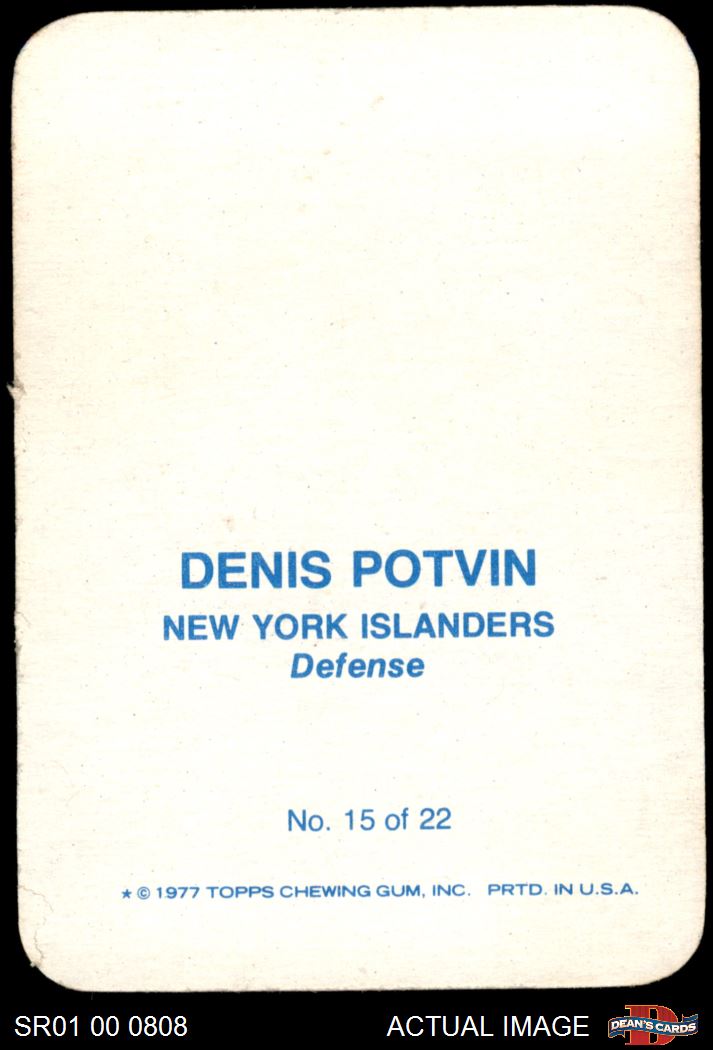 DENIS POTVIN
NEW YORK ISLANDERS
Defense
No. 15 of 22
★ © 1977 TOPPS CHEWING GUM, INC. PRTD. IN U.S.A.
SR01 00 0808 ACTUAL IMAGE D DEAN'S CARDS